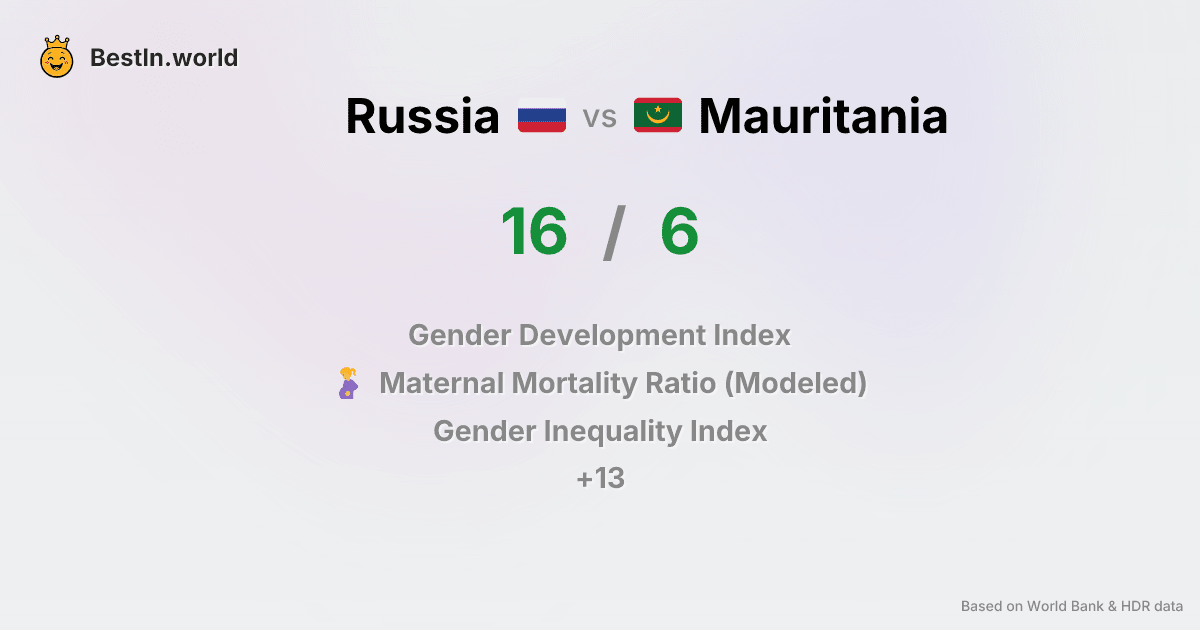 BestIn.world
Russia vs Mauritania
16 / 6
Gender Development Index
Maternal Mortality Ratio (Modeled)
Gender Inequality Index
+13
Based on World Bank & HDR data